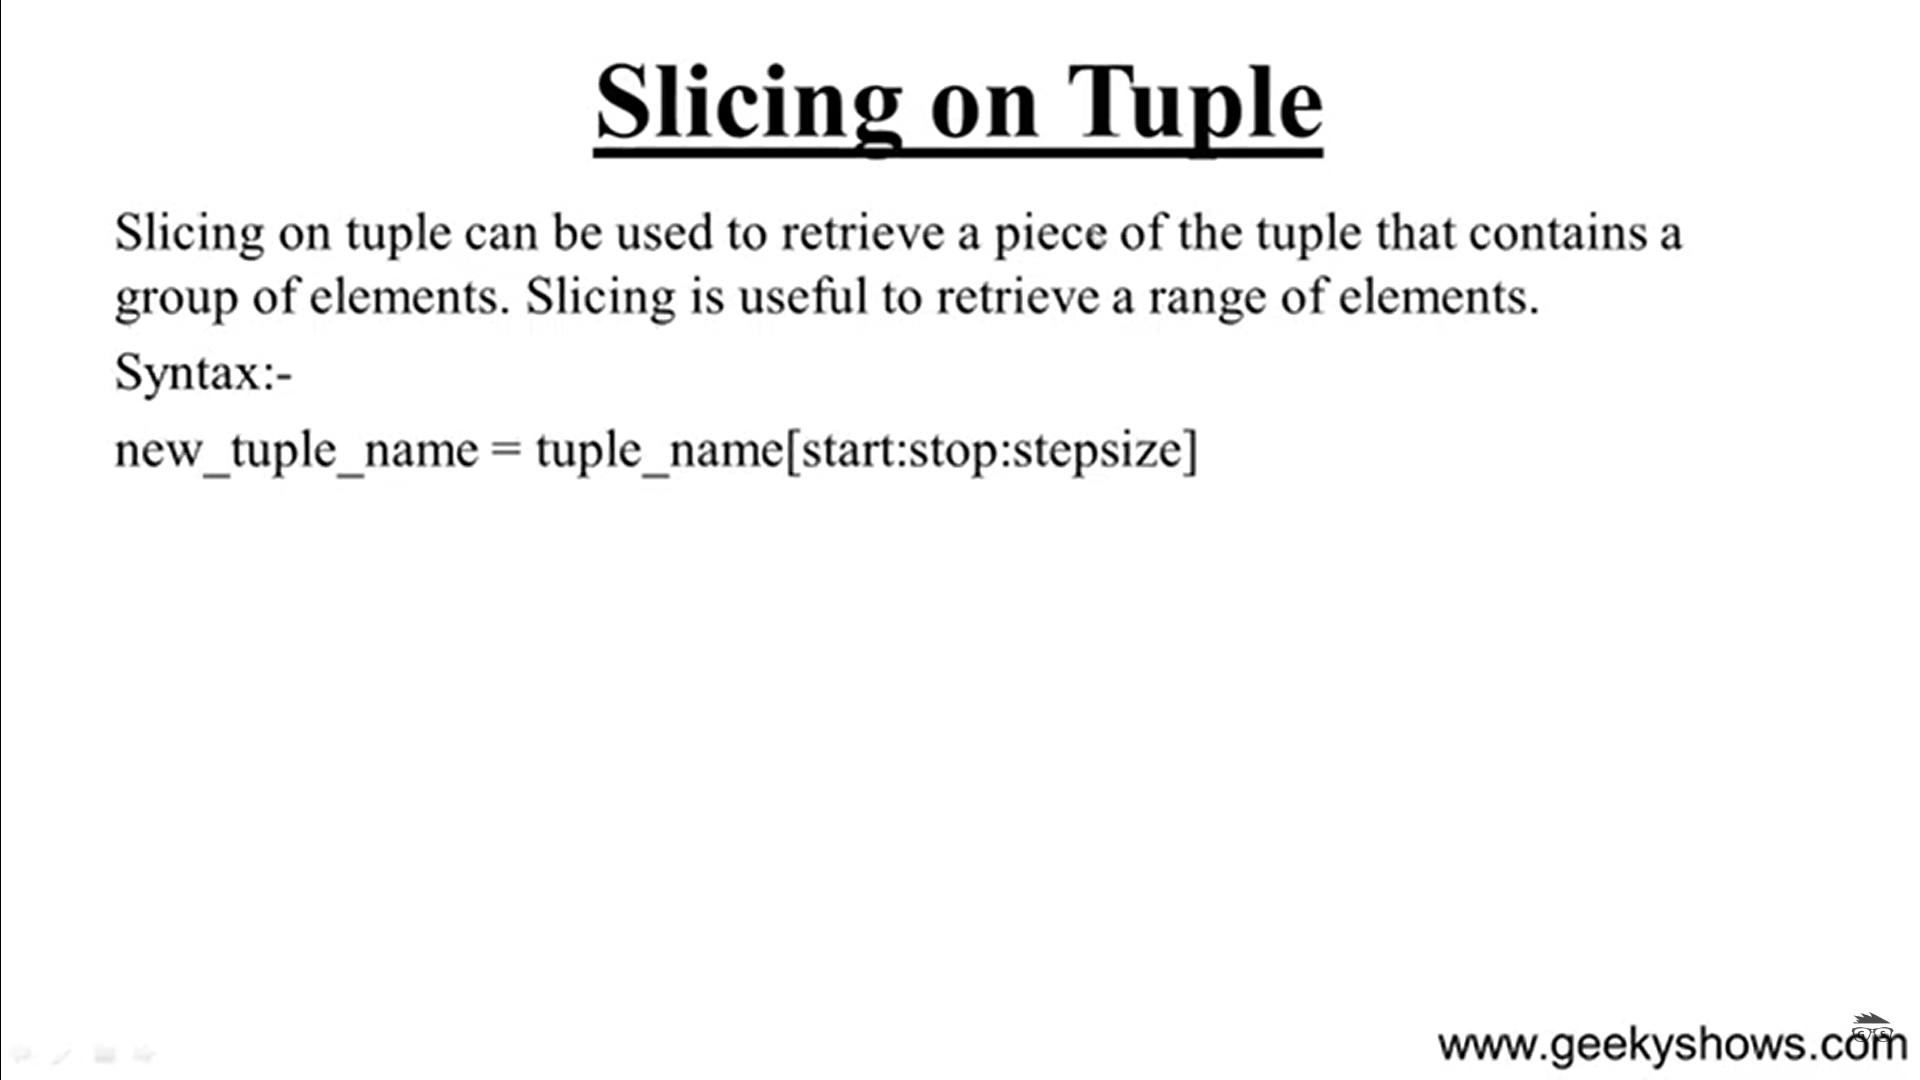 Slicing on Tuple
Slicing on tuple can be used to retrieve a piece of the tuple that contains a
group of elements. Slicing is useful to retrieve a range of elements.
Syntax:-
new_tuple_name = tuple_name[start:stop:stepsize]
www.geekyshows.com